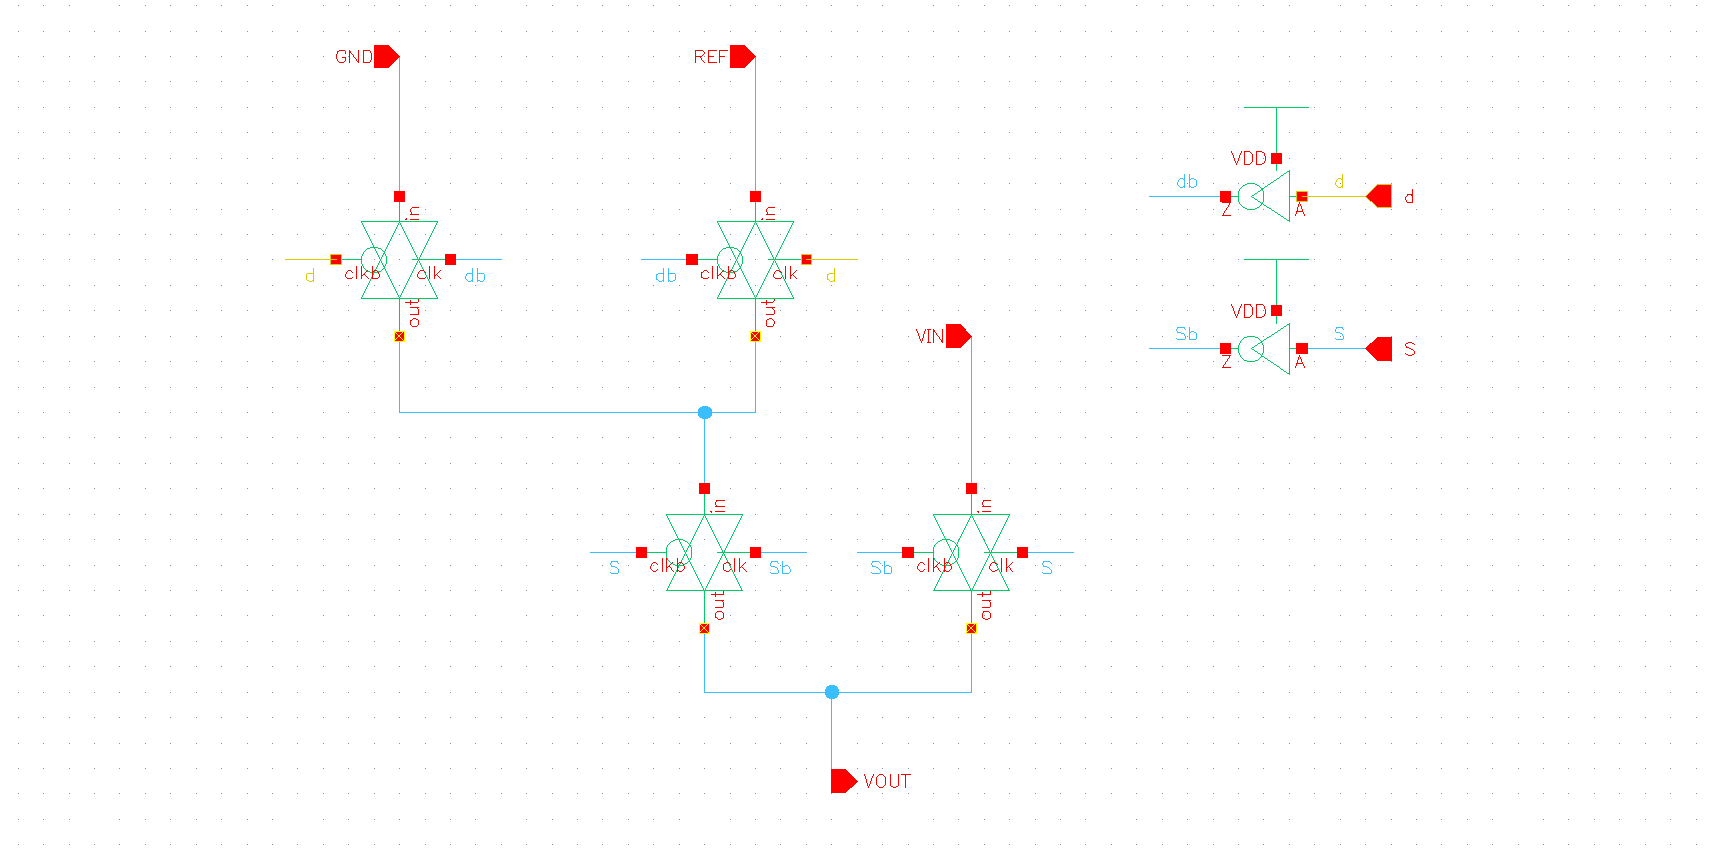 GND
REF
VDD
db
d
d
Z
A
in
in
d
clkb
clk
db
db
clkb
clk
d
out
out
VDD
VIN
Sb
S
S
Z
A
in
in
S
clkb
clk
Sb
Sb
clkb
clk
S
out
out
VOUT